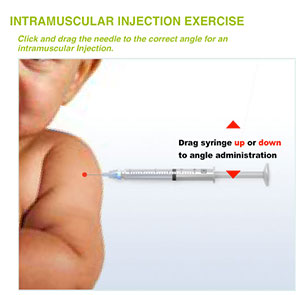 INTRAMUSCULAR INJECTION EXERCISE
Click and drag the needle to the correct angle for an
intramuscular Injection.
Drag syringe up or down
to angle administration